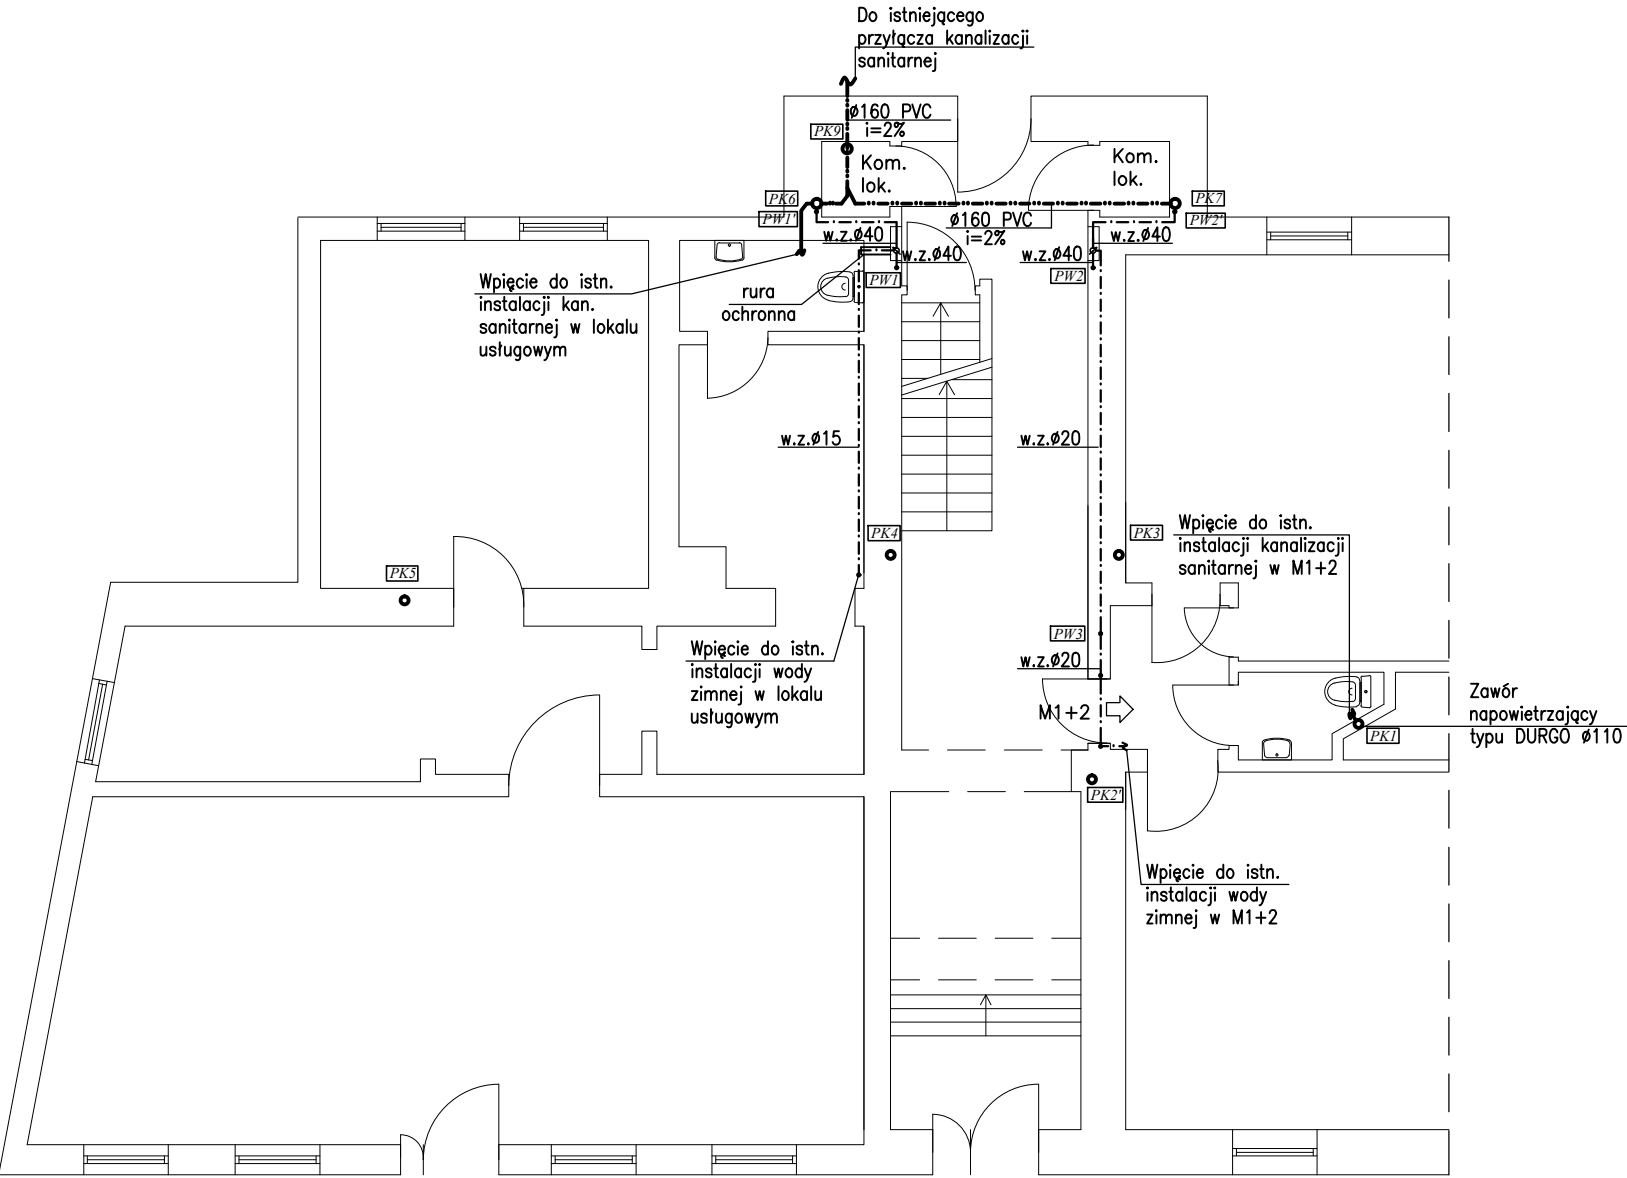 Do istniejącego
przyłącza kanalizacji
sanitarnej
ø160 PVC
i=2%
PK9
Kom.
lok.
Kom.
lok.
PK6
PW1'
PK7
PW2'
ø160 PVC
i=2%
w.z.ø40
w.z.ø40
w.z.ø40
w.z.ø40
PW1
PW2
Wpięcie do istn.
instalacji kan.
sanitarnej w lokalu
usługowym
rura
ochronna
w.z.ø15
w.z.ø20
PK4
PK3
Wpięcie do istn.
instalacji kanalizacji
sanitarnej w M1+2
PK5
PW3
Wpięcie do istn.
instalacji wody
zimnej w lokalu
usługowym
w.z.ø20
M1+2
Zawór
napowietrzający
typu DURGO ø110
PK1
PK2'
Wpięcie do istn.
instalacji wody
zimnej w M1+2